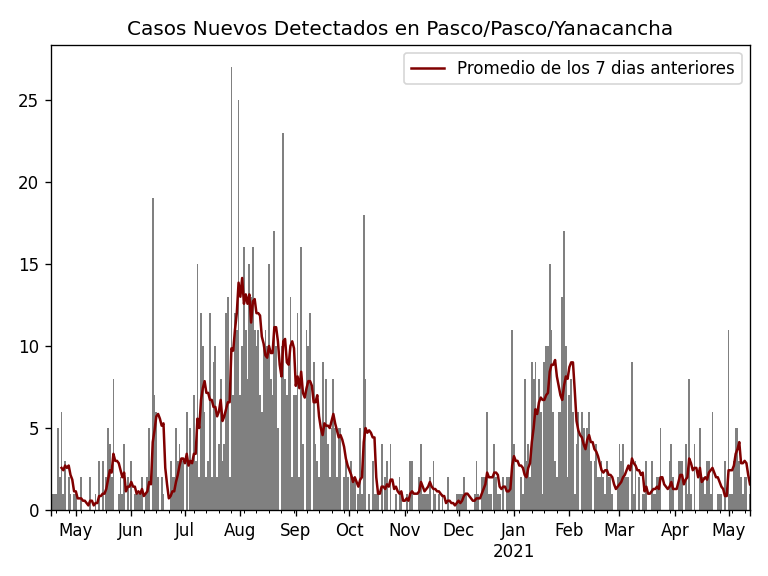 Casos Nuevos Detectados en Pasco/Pasco/Yanacancha
Promedio de los 7 dias anteriores
25
20
15
10
5
0
May Jun Jul Aug Sep Oct Nov Dec Jan Feb Mar Apr May
2021